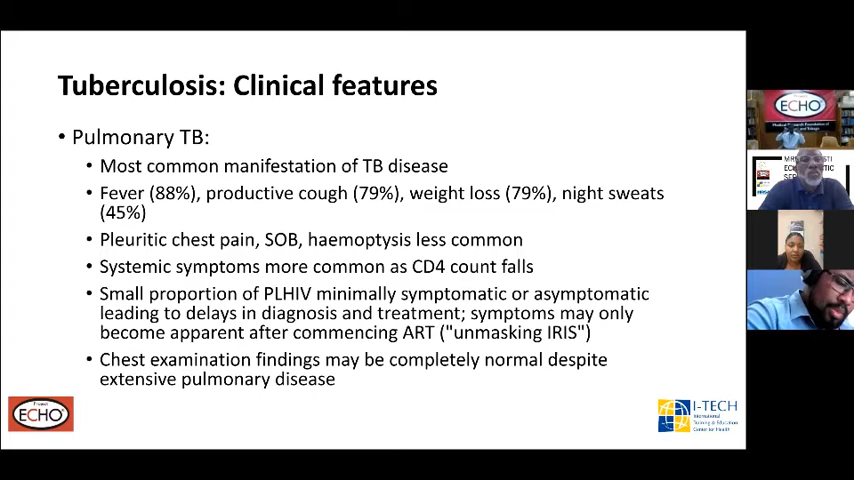 Tuberculosis: Clinical features
• Pulmonary TB:
• Most common manifestation of TB disease
• Fever (88%), productive cough (79%), weight loss (79%), night sweats
(45%)
• Pleuritic chest pain, SOB, haemoptysis less common
• Systemic symptoms more common as CD4 count falls
• Small proportion of PLHIV minimally symptomatic or asymptomatic
leading to delays in diagnosis and treatment; symptoms may only
become apparent after commencing ART ("unmasking IRIS")
• Chest examination findings may be completely normal despite
extensive pulmonary disease
ECHO
I-TECH
International
Training & Education
Center for Health
ECHO